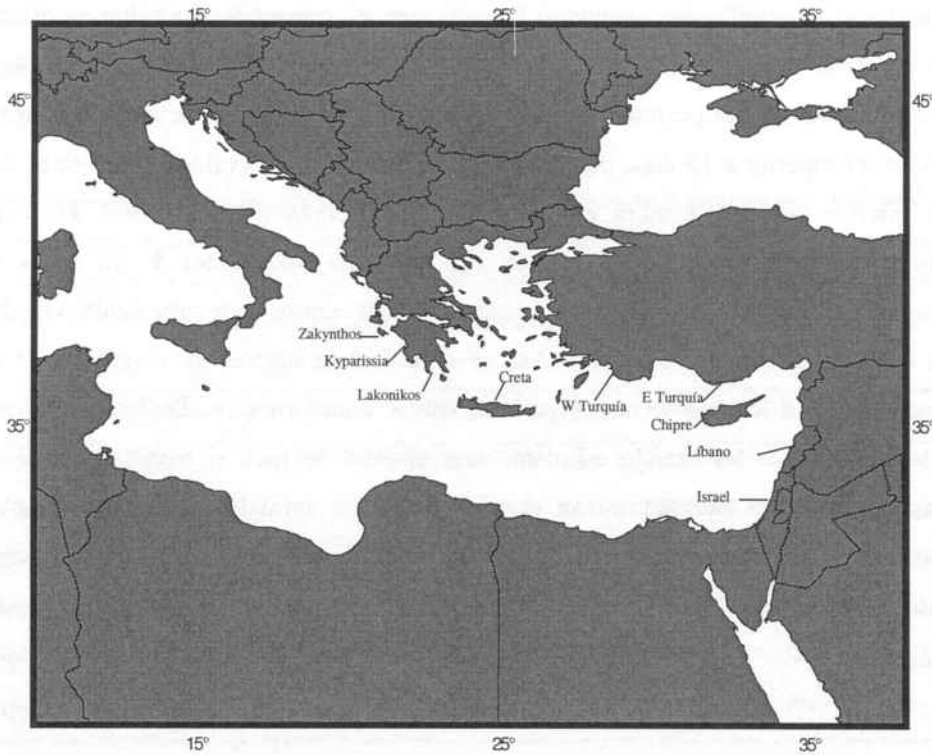 15°
25°
35°
45°
45°
Zakynthos
Kyparissia
Creta
Lakonikos
W Turquía
E Turquía
Chipre
35°
35°
Líbano
Israel
15°
25°
35°